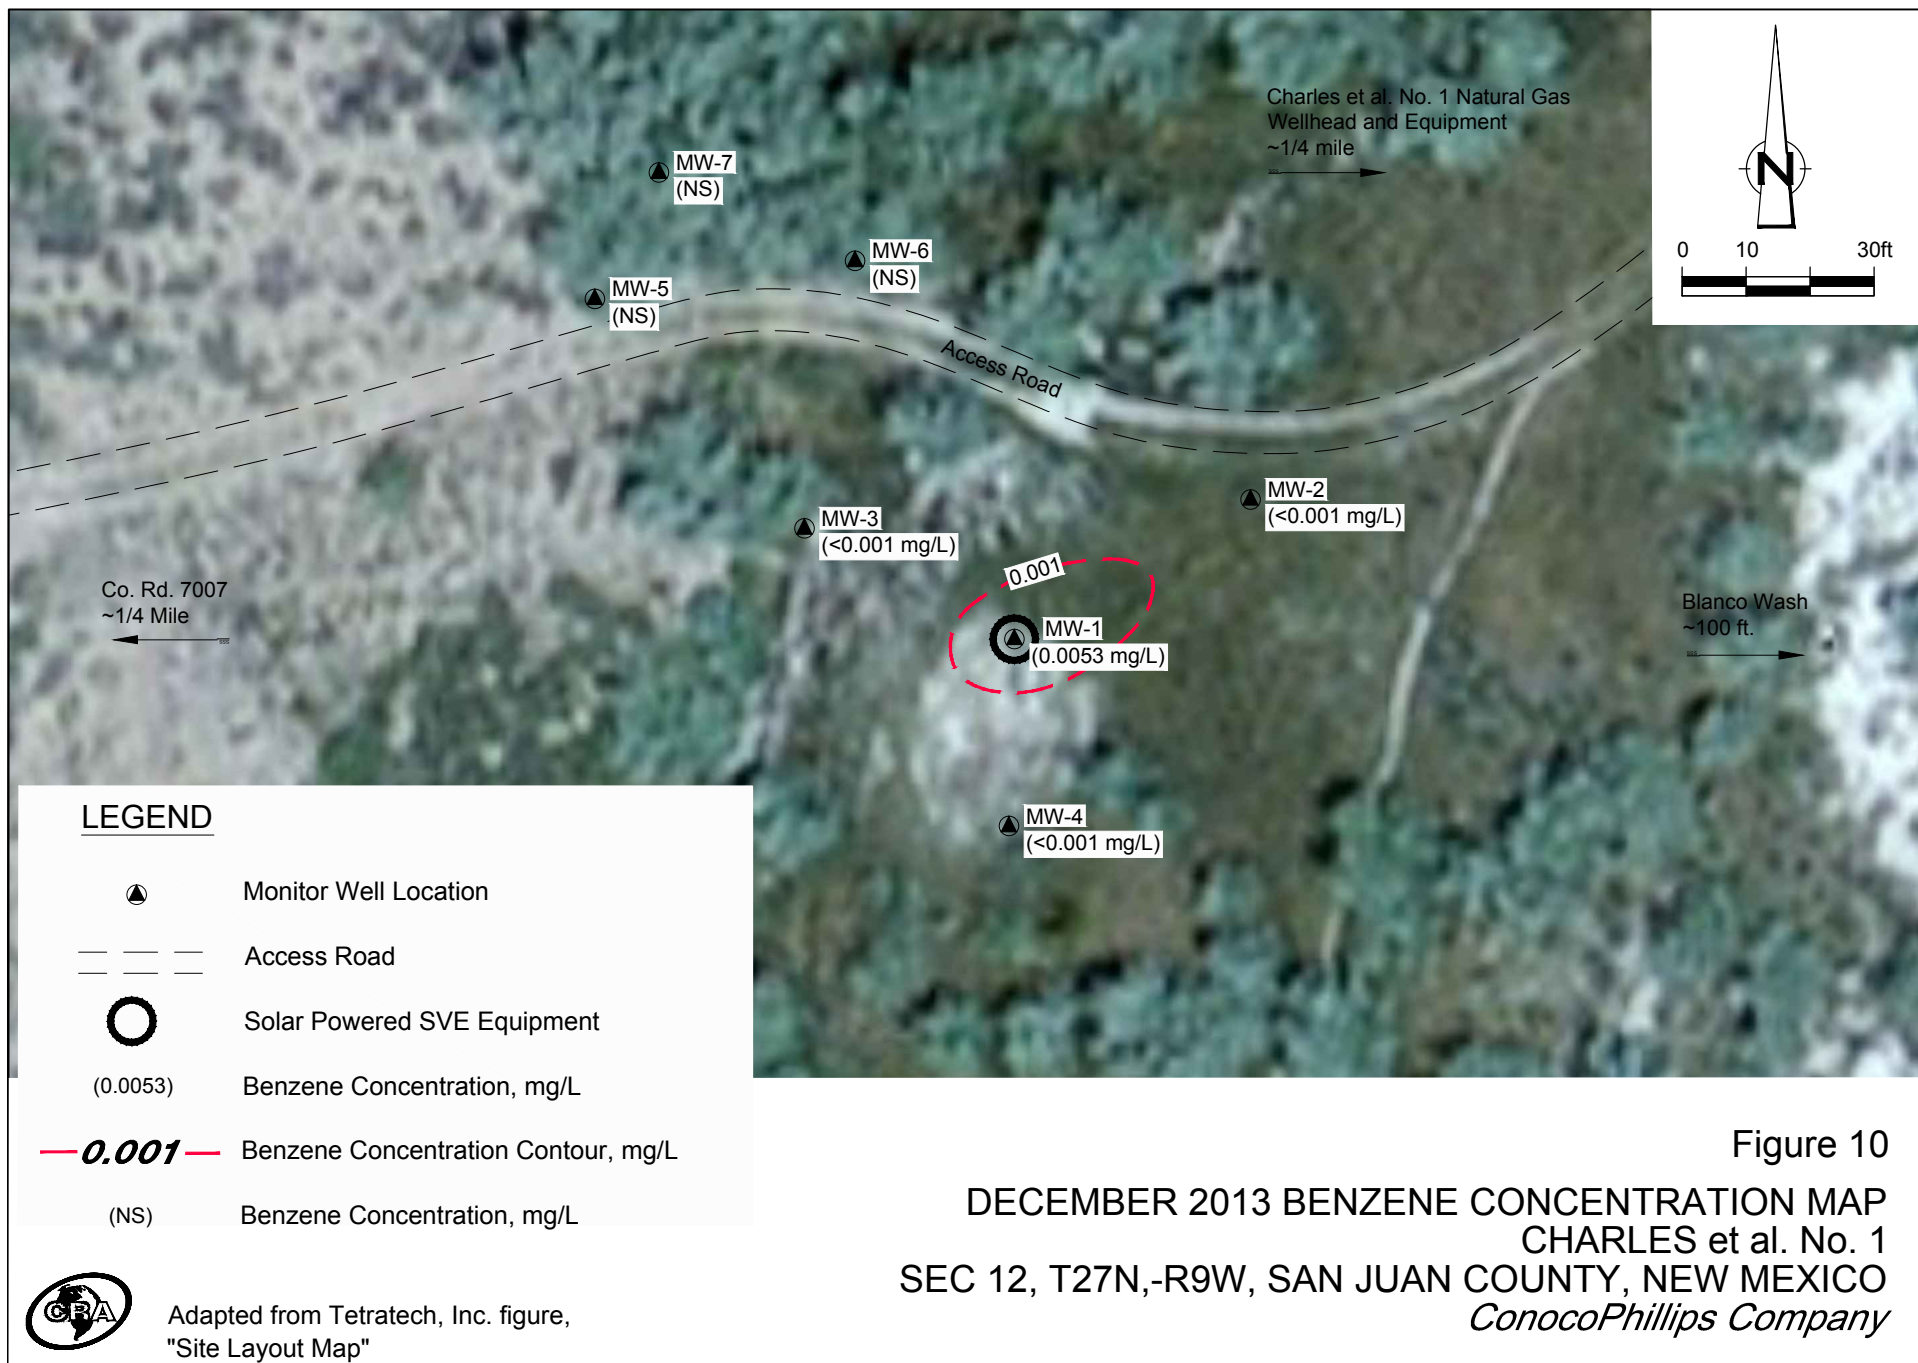 Charles et al. No. 1 Natural Gas
Wellhead and Equipment
~1/4 mile
N
0 10 30ft
MW-7
(NS)
MW-6
(NS)
MW-5
(NS)
Access Road
MW-2
(<0.001 mg/L)
MW-3
(<0.001 mg/L)
0.001
Co. Rd. 7007
~1/4 Mile
Blanco Wash
~100 ft.
MW-1
(0.0053 mg/L)
MW-4
(<0.001 mg/L)
LEGEND
Monitor Well Location
Access Road
Solar Powered SVE Equipment
(0.0053) Benzene Concentration, mg/L
0.001 Benzene Concentration Contour, mg/L
(NS) Benzene Concentration, mg/L
CRA
Adapted from Tetratech, Inc. figure,
"Site Layout Map"
Figure 10
DECEMBER 2013 BENZENE CONCENTRATION MAP
CHARLES et al. No. 1
SEC 12, T27N,-R9W, SAN JUAN COUNTY, NEW MEXICO
ConocoPhillips Company